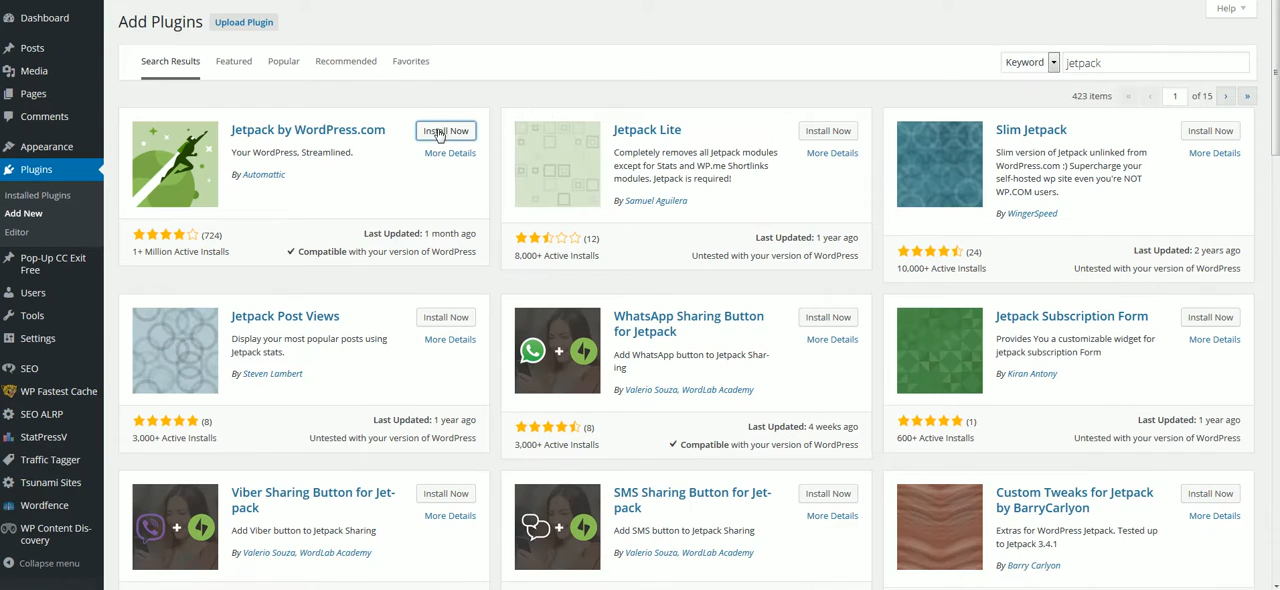 Dashboard
Posts
Media
Pages
Comments
Appearance
Plugins
Installed Plugins
Add New
Editor
Pop-Up CC Exit
Free
Users
Tools
Settings
SEO
WP Fastest Cache
SEO ALRP
StatPressV
Traffic Tagger
Tsunami Sites
Wordfence
WP Content Dis-
covery
Collapse menu
Add Plugins Upload Plugin
Help
Search Results Featured Popular Recommended Favorites
Keyword jetpack
423 items « ‹ 1 of 15 › »
Jetpack by WordPress.com
Install Now
Your WordPress, Streamlined.
More Details
By Automattic
(724)
Last Updated: 1 month ago
1+ Million Active Installs
Compatible with your version of WordPress
Jetpack Lite
Install Now
Completely removes all Jetpack modules
except for Stats and WP.me Shortlinks
modules. Jetpack is required!
More Details
By Samuel Aguilera
(12)
Last Updated: 1 year ago
8,000+ Active Installs
Untested with your version of WordPress
Slim Jetpack
Install Now
Slim version of Jetpack unlinked from
WordPress.com :) Supercharge your
self-hosted wp site even you're NOT
WP.COM users.
More Details
By WingerSpeed
(24)
Last Updated: 2 years ago
10,000+ Active Installs
Untested with your version of WordPress
Jetpack Post Views
Install Now
Display your most popular posts using
Jetpack stats.
More Details
By Steven Lambert
(8)
Last Updated: 1 year ago
3,000+ Active Installs
Untested with your version of WordPress
WhatsApp Sharing Button
for Jetpack
Install Now
Add WhatsApp button to Jetpack Shar-
ing
More Details
By Valerio Souza, WordLab Academy
(8)
Last Updated: 4 weeks ago
3,000+ Active Installs
Compatible with your version of WordPress
Jetpack Subscription Form
Install Now
Provides You a customizable widget for
jetpack subscription Form
More Details
By Kiran Antony
(1)
Last Updated: 1 year ago
600+ Active Installs
Untested with your version of WordPress
Viber Sharing Button for Jet-
pack
Install Now
Add Viber button to Jetpack Sharing
More Details
By Valerio Souza, WordLab Academy
SMS Sharing Button for Jet-
pack
Install Now
Add SMS button to Jetpack Sharing
More Details
By Valerio Souza, WordLab Academy
Custom Tweaks for Jetpack
by BarryCarlyon
Install Now
Extras for WordPress Jetpack. Tested up
to Jetpack 3.4.1
More Details
By Barry Carlyon